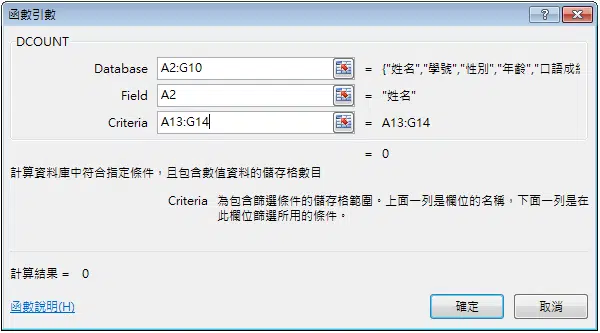 函數引數
DCOUNT
Database A2:G10 = {"姓名","學號","性別","年齡","口語成績
Field A2 = "姓名"
Criteria A13:G14 = A13:G14
= 0
計算資料庫中符合指定條件，且包含數值資料的儲存格數目
Criteria 為包含篩選條件的儲存格範圍。上面一列是欄位的名稱，下面一列是在
此欄位篩選所用的條件。
計算結果 = 0
函數說明(H)
確定 取消